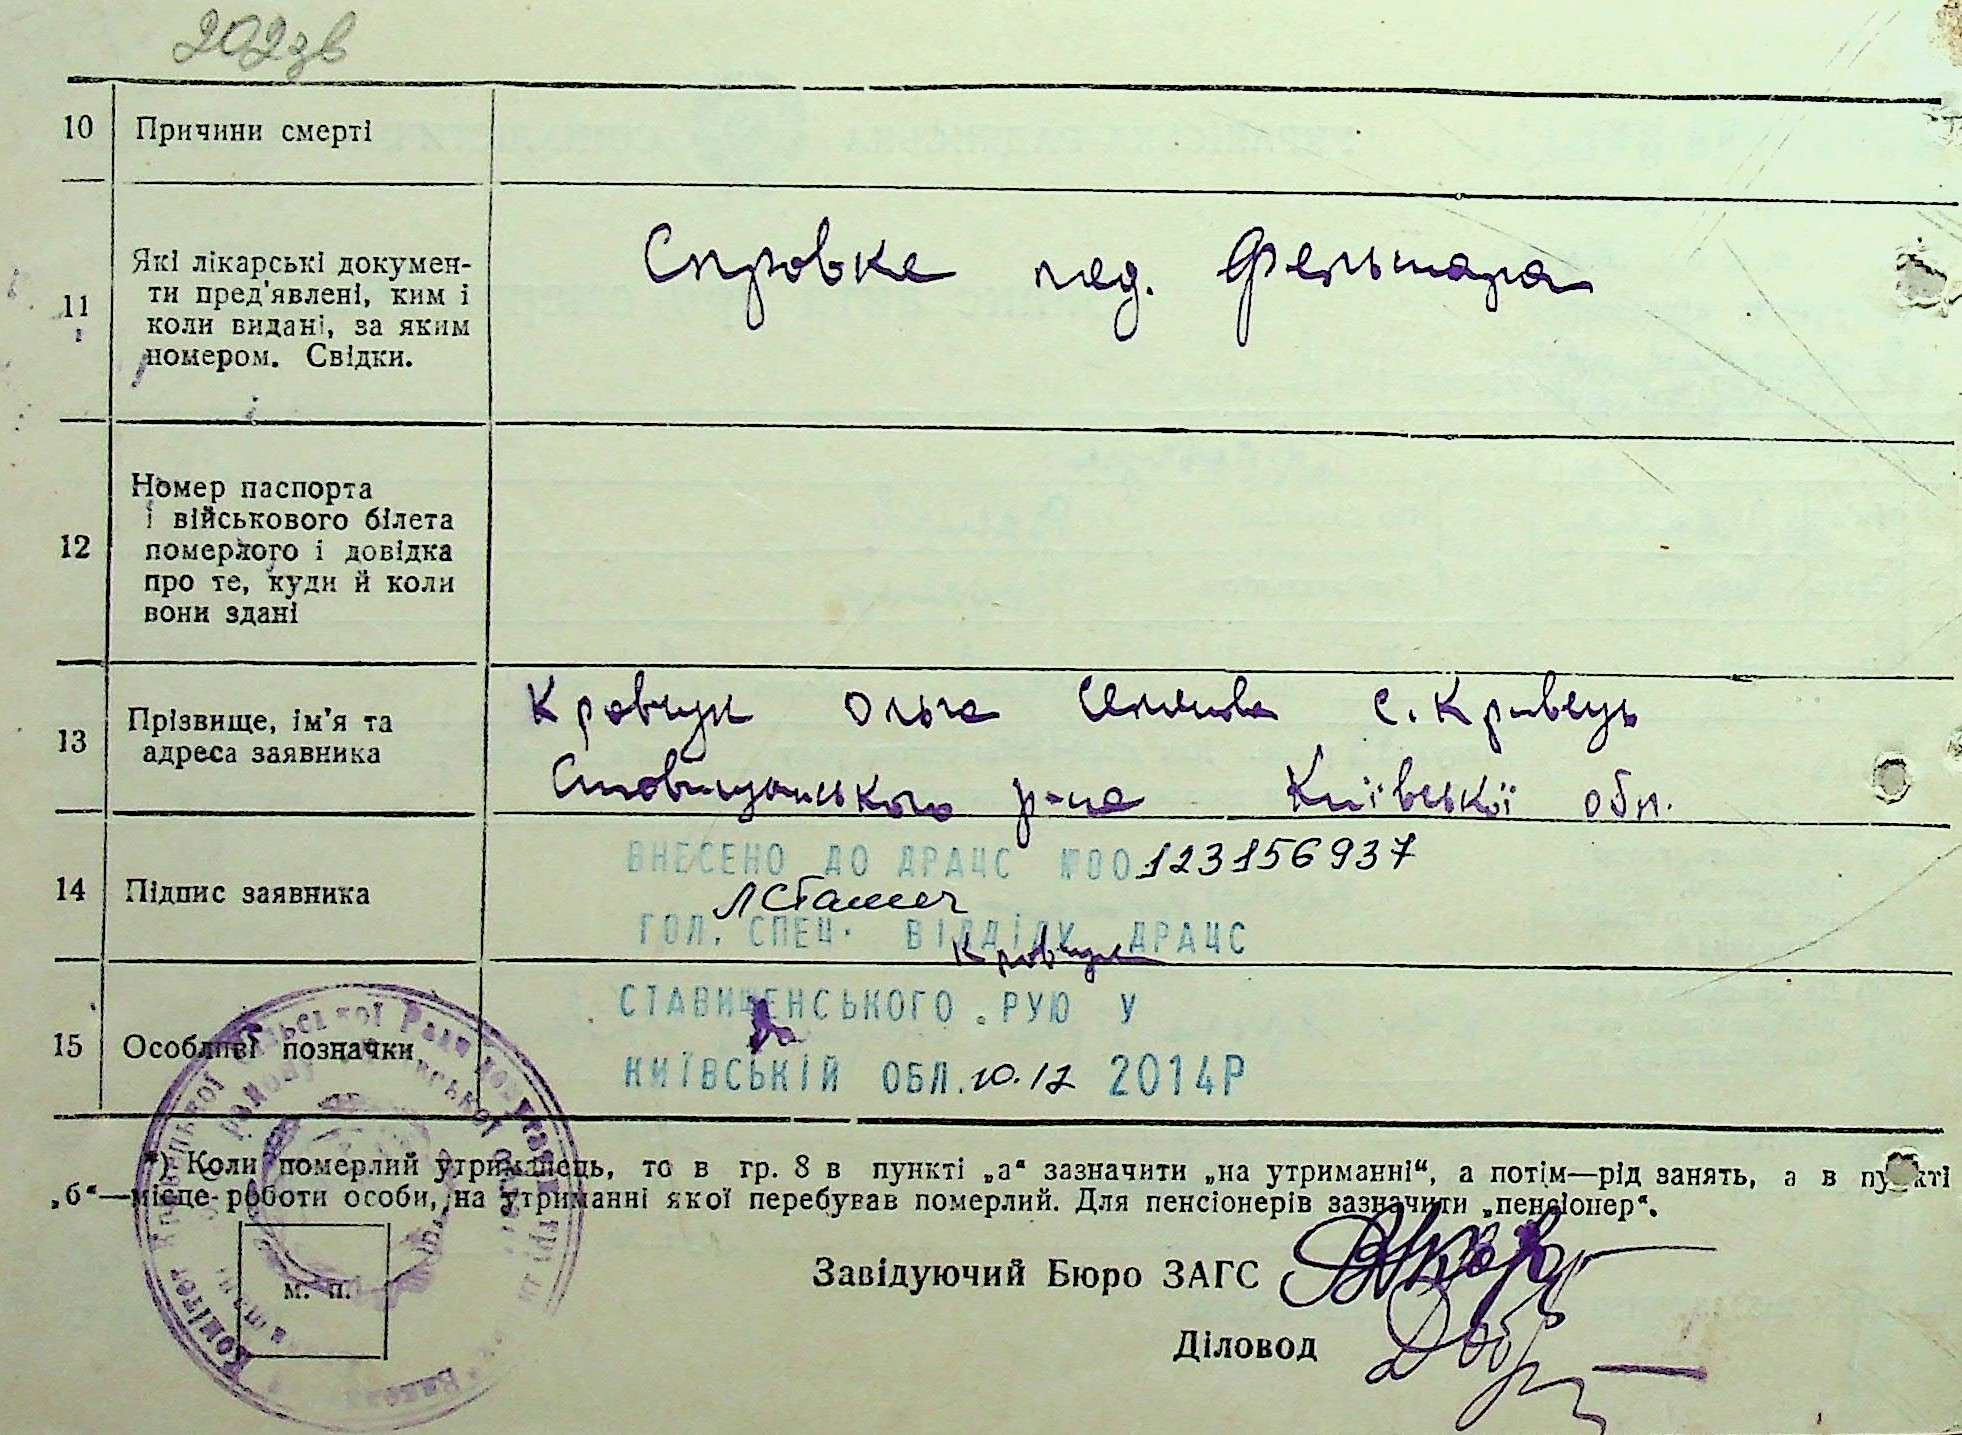 202зв
10 Причини смерті
11 Які лікарські докумен-
ти пред'явлені, ким і
коли видані, за яким
номером. Свідки.
Справка мед. Фельшара
12 Номер паспорта
і військового білета
померлого і довідка
про те, куди й коли
вони здані
13 Прізвище, ім'я та
адреса заявника
Кравчук Ольга с. Кривець
Ставищанського р-на Київської обл.
14 Підпис заявника
ВНЕСЕНО ДО ДРАЦС №00123156937
ГОЛ. СПЕЦ. ВІДДІЛУ ДРАЦС
Кравчук
СТАВИЩЕНСЬКОГО РУЮ У
15 Особливі позначки
КИЇВСЬКІЙ ОБЛ. 10.12 2014Р
*) Коли померлий утриманець, то в гр. 8 в пункті „а“ зазначити „на утриманні“, а потім—рід занять, а в пункті
„б“—місце роботи особи, на утриманні якої перебував померлий. Для пенсіонерів зазначити „пенсіонер“.
Завідуючий Бюро ЗАГС
Діловод
м. п.